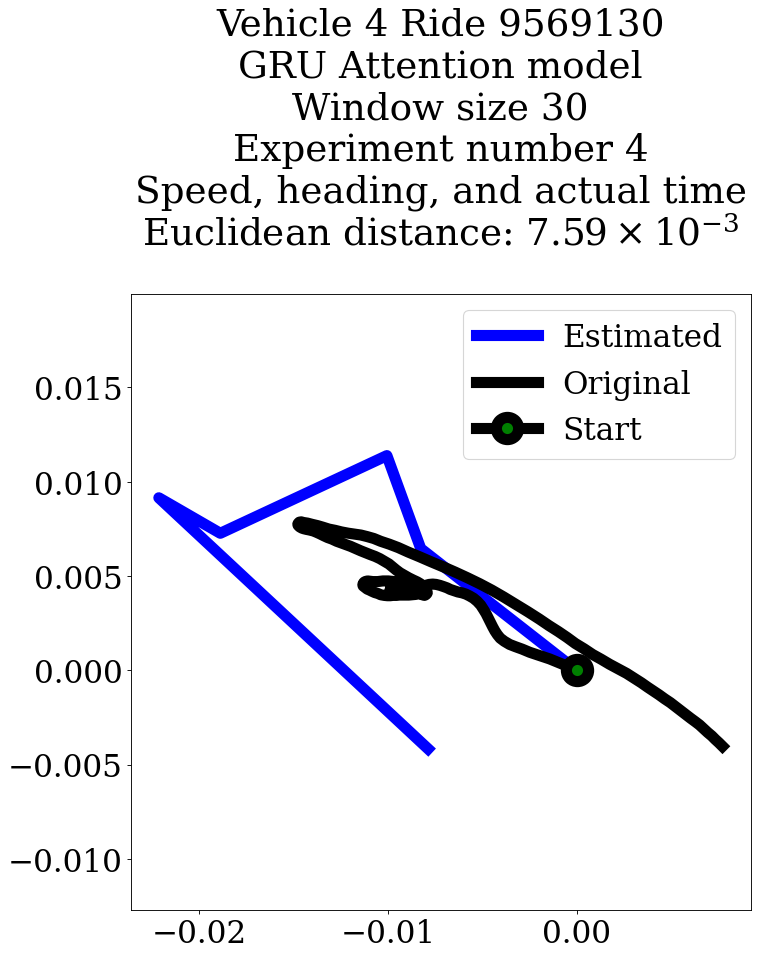 Vehicle 4 Ride 9569130
GRU Attention model
Window size 30
Experiment number 4
Speed, heading, and actual time
Euclidean distance: 7.59 × 10⁻³
Estimated
Original
Start
0.015
0.010
0.005
0.000
−0.005
−0.010
−0.02 −0.01 0.00